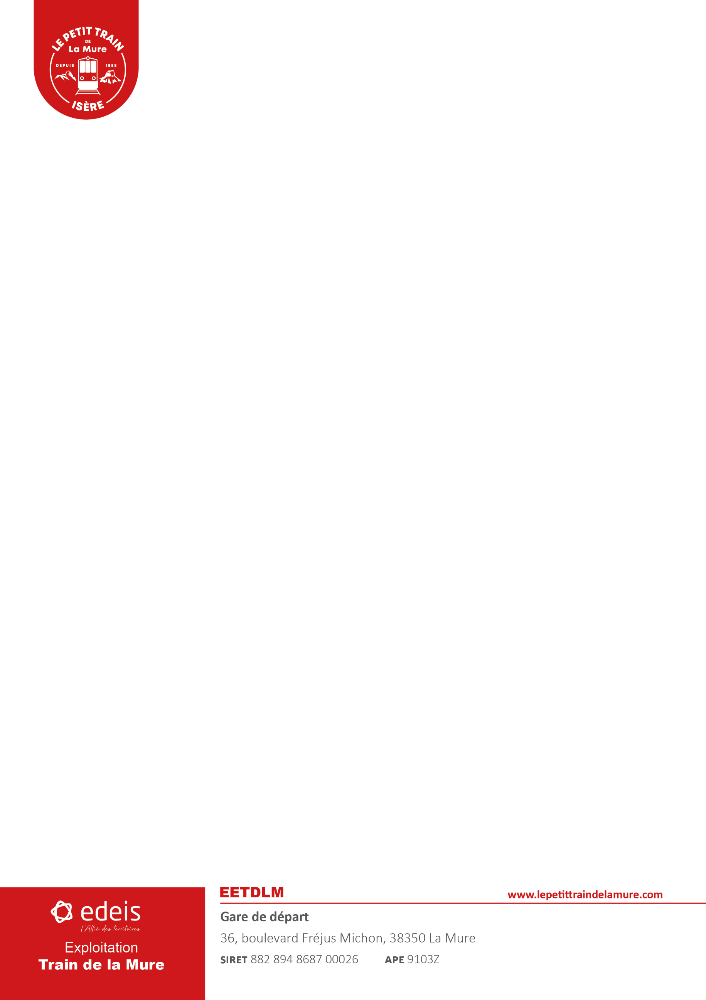 LE PETIT TRAIN
DE
La Mure
DEPUIS 1888
ISÈRE
edeis
l'Allié des territoires
Exploitation
Train de la Mure
EETDLM
www.lepetittraindelamure.com
Gare de départ
36, boulevard Fréjus Michon, 38350 La Mure
SIRET 882 894 8687 00026 APE 9103Z